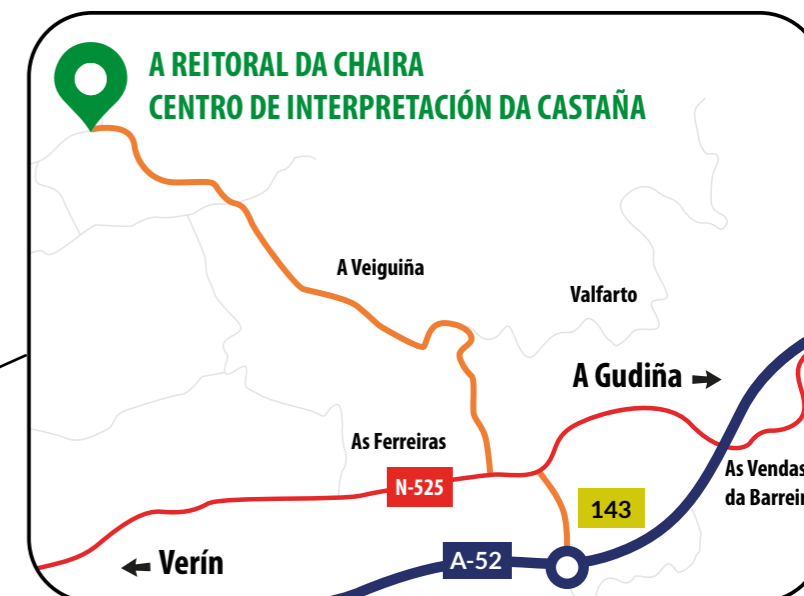 A REITORAL DA CHAIRA
CENTRO DE INTERPRETACIÓN DA CASTAÑA
A Veiguiña
Valfarto
A Gudiña
As Ferreiras
N-525
As Vendas
da Barreir
143
A-52
Verín